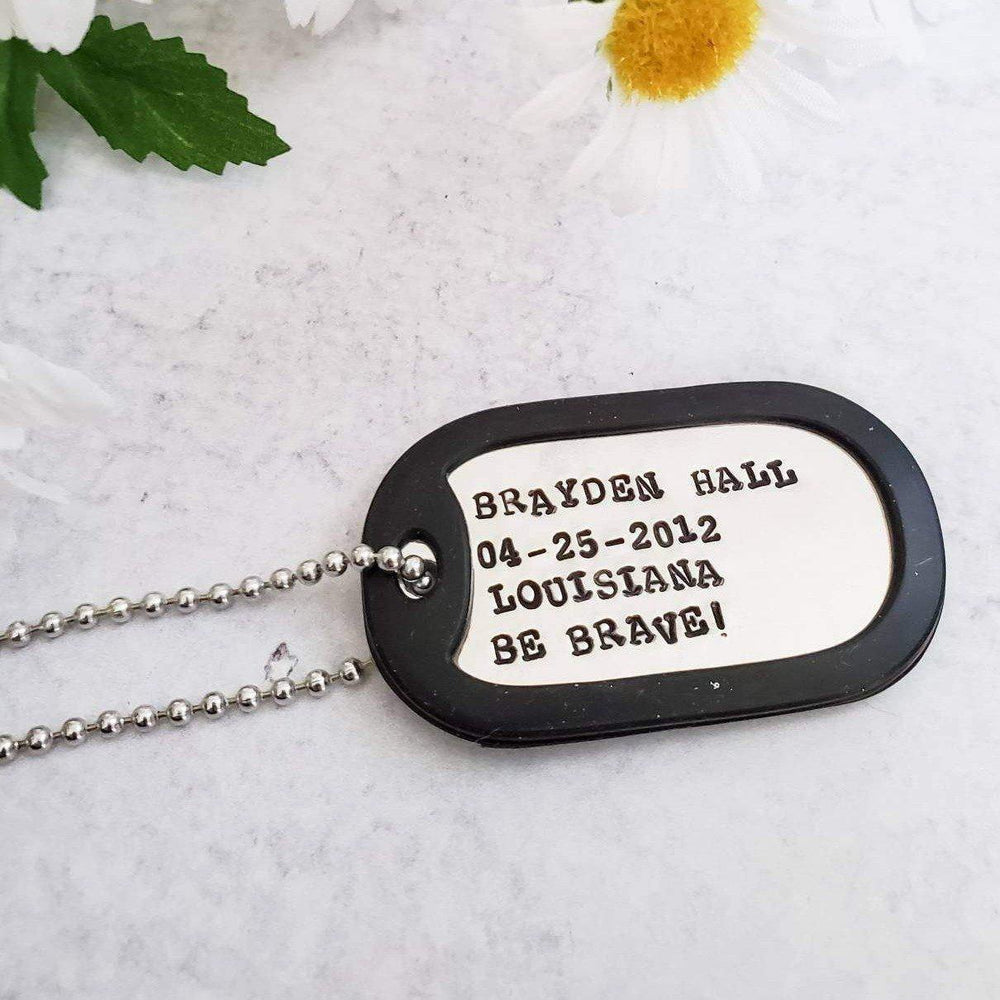 BRAYDEN HALL
04-25-2012
LOUISIANA
BE BRAVE!